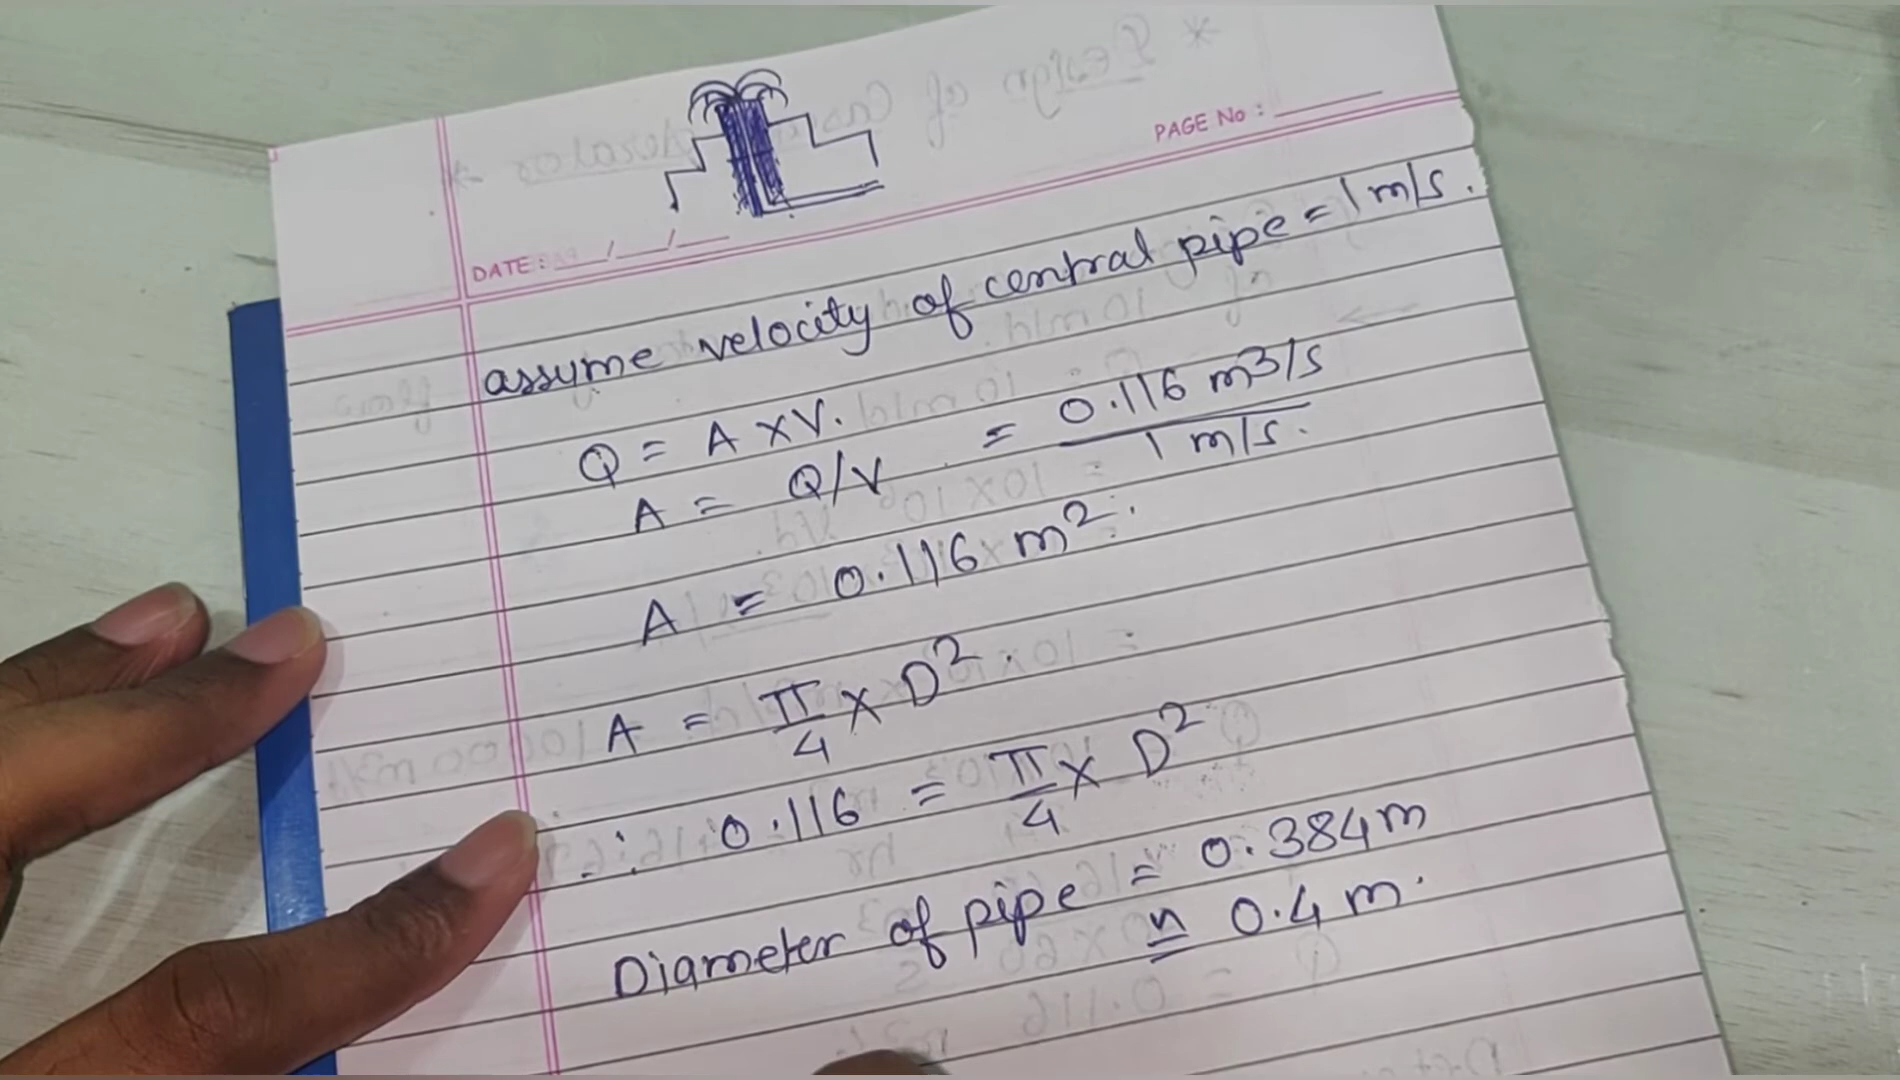 PAGE No :
DATE : / /
assume velocity of central pipe = 1 m/s.
Q = A x V.
A = Q/V = 0.116 m3/s / 1 m/s.
A = 0.116 m2.
A = π/4 x D2.
∴ 0.116 = π/4 x D2
Diameter of pipe = 0.384m
≃ 0.4 m.